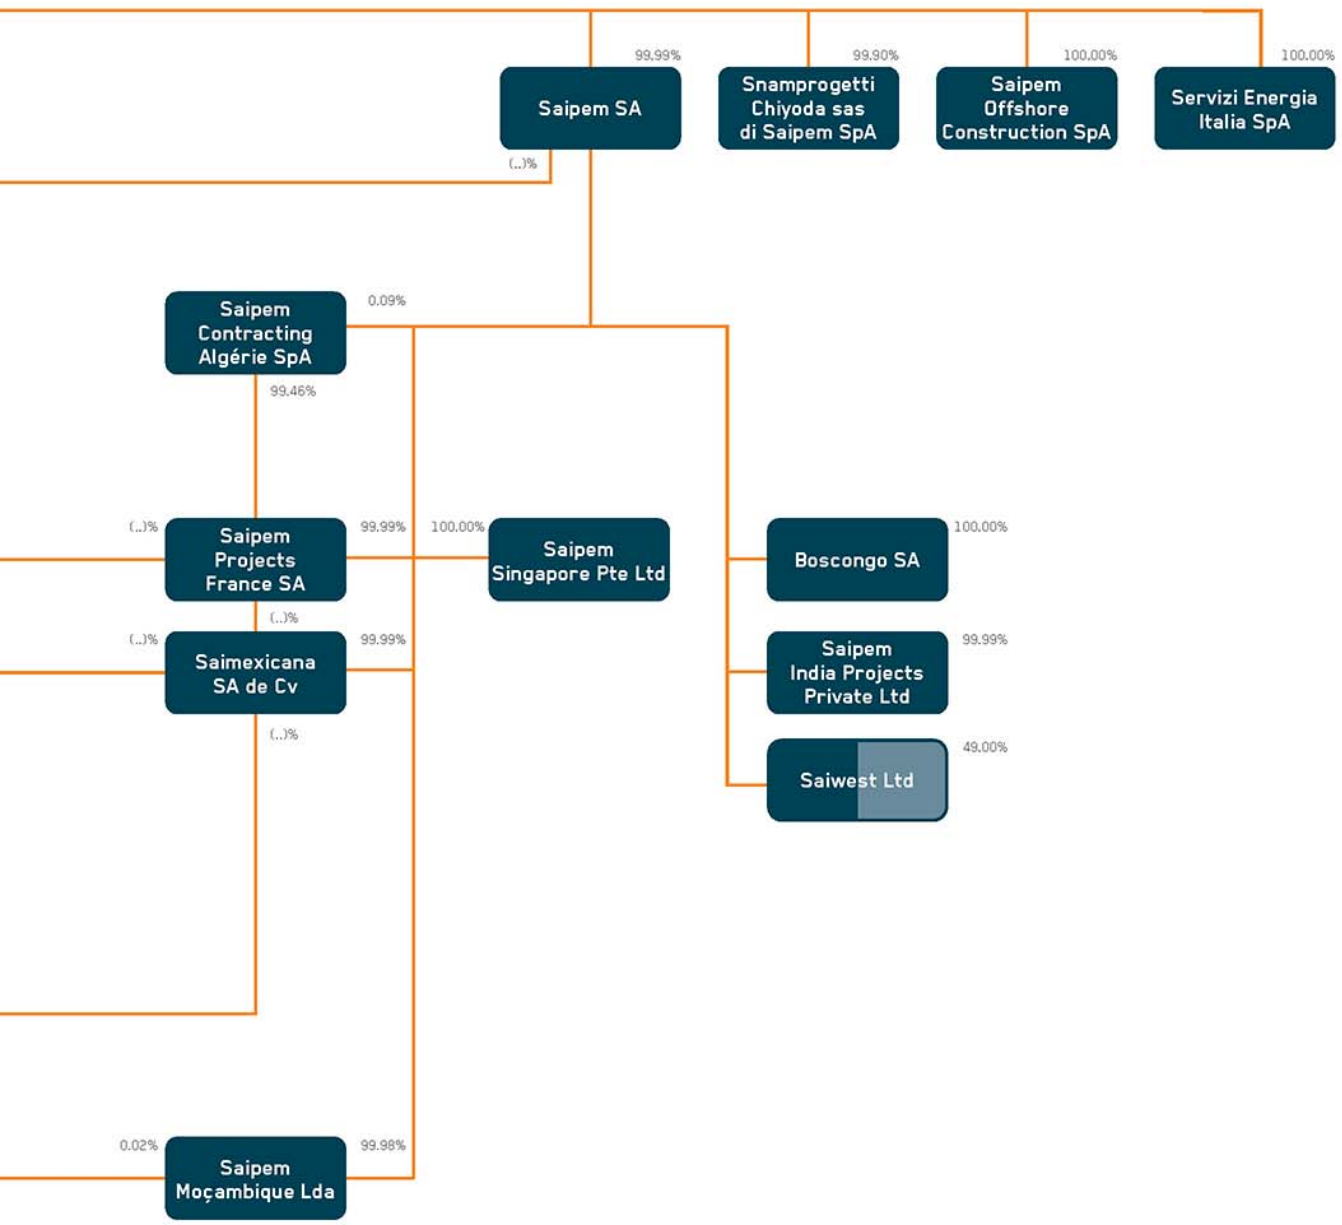 99.99%
99.90%
100.00%
100.00%
Saipem SA
Snamprogetti
Chiyoda sas
di Saipem SpA
Saipem
Offshore
Construction SpA
Servizi Energia
Italia SpA
(..)%
Saipem
Contracting
Algérie SpA
0.09%
99.46%
(..)%
Saipem
Projects
France SA
99.99%
100.00%
Saipem
Singapore Pte Ltd
Boscongo SA
100.00%
(..)%
(..)%
Saimexicana
SA de Cv
99.99%
Saipem
India Projects
Private Ltd
99.99%
(..)%
Saiwest Ltd
49.00%
0.02%
Saipem
Moçambique Lda
99.98%